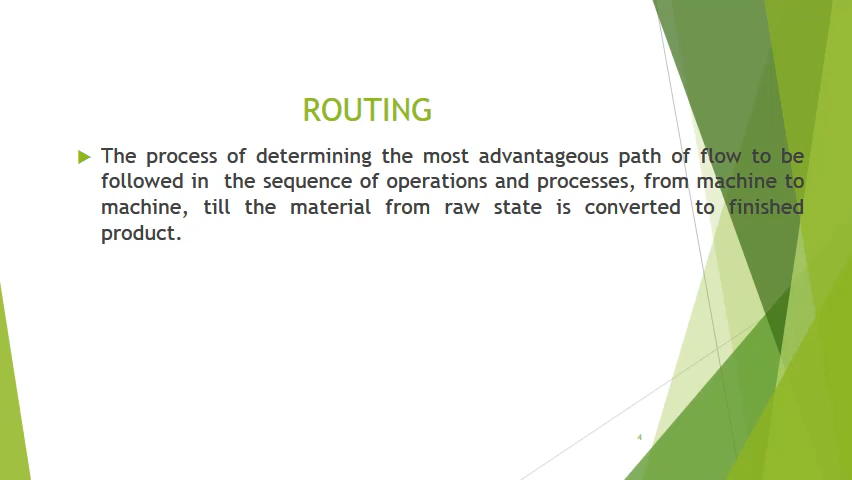 ROUTING
The process of determining the most advantageous path of flow to be
followed in the sequence of operations and processes, from machine to
machine, till the material from raw state is converted to finished
product.
4